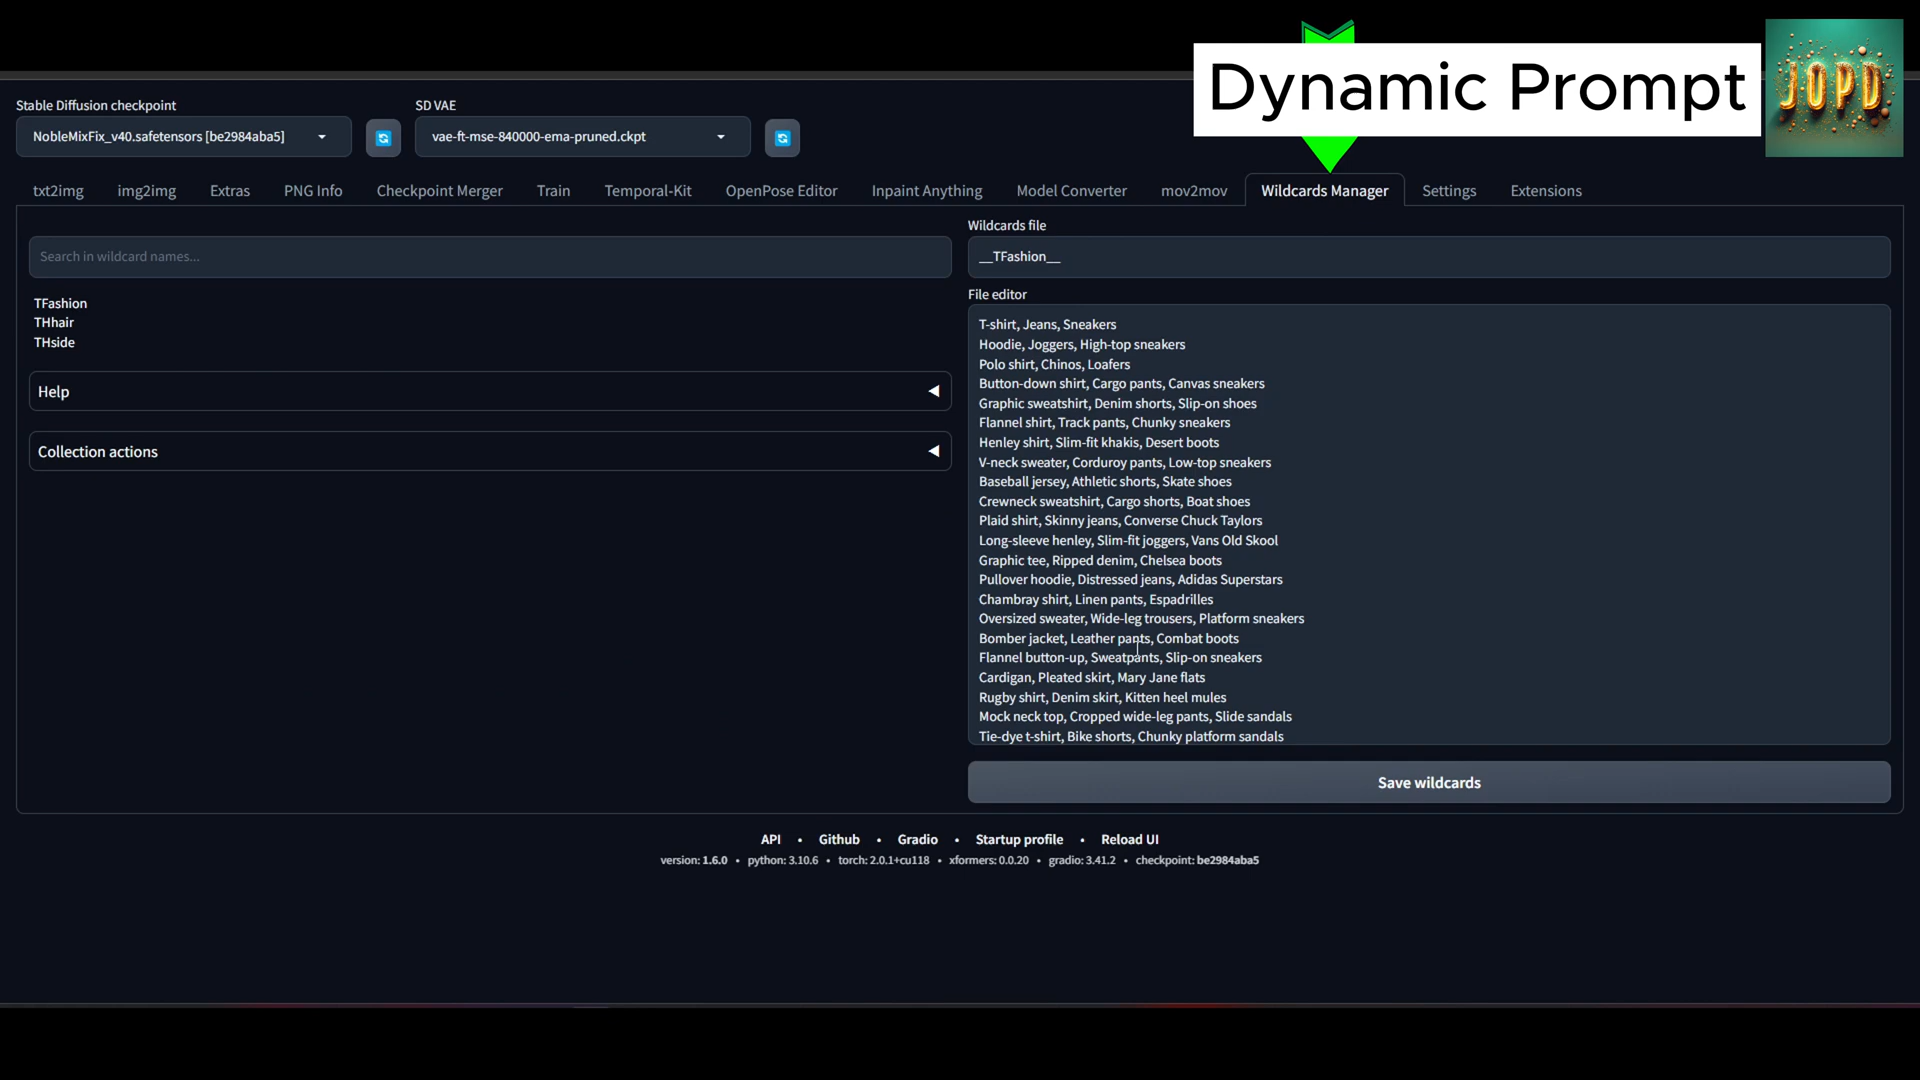 Dynamic Prompt
JOPD
Stable Diffusion checkpoint
SD VAE
NobleMixFix_v40.safetensors [be2984aba5]
vae-ft-mse-840000-ema-pruned.ckpt
txt2img img2img Extras PNG Info Checkpoint Merger Train Temporal-Kit OpenPose Editor Inpaint Anything Model Converter mov2mov Wildcards Manager Settings Extensions
Search in wildcard names...
TFashion
THhair
THside
Help
Collection actions
Wildcards file
__TFashion__
File editor
T-shirt, Jeans, Sneakers
Hoodie, Joggers, High-top sneakers
Polo shirt, Chinos, Loafers
Button-down shirt, Cargo pants, Canvas sneakers
Graphic sweatshirt, Denim shorts, Slip-on shoes
Flannel shirt, Track pants, Chunky sneakers
Henley shirt, Slim-fit khakis, Desert boots
V-neck sweater, Corduroy pants, Low-top sneakers
Baseball jersey, Athletic shorts, Skate shoes
Crewneck sweatshirt, Cargo shorts, Boat shoes
Plaid shirt, Skinny jeans, Converse Chuck Taylors
Long-sleeve henley, Slim-fit joggers, Vans Old Skool
Graphic tee, Ripped denim, Chelsea boots
Pullover hoodie, Distressed jeans, Adidas Superstars
Chambray shirt, Linen pants, Espadrilles
Oversized sweater, Wide-leg trousers, Platform sneakers
Bomber jacket, Leather pants, Combat boots
Flannel button-up, Sweatpants, Slip-on sneakers
Cardigan, Pleated skirt, Mary Jane flats
Rugby shirt, Denim skirt, Kitten heel mules
Mock neck top, Cropped wide-leg pants, Slide sandals
Tie-dye t-shirt, Bike shorts, Chunky platform sandals
Save wildcards
API • Github • Gradio • Startup profile • Reload UI
version: 1.6.0 • python: 3.10.6 • torch: 2.0.1+cu118 • xformers: 0.0.20 • gradio: 3.41.2 • checkpoint: be2984aba5